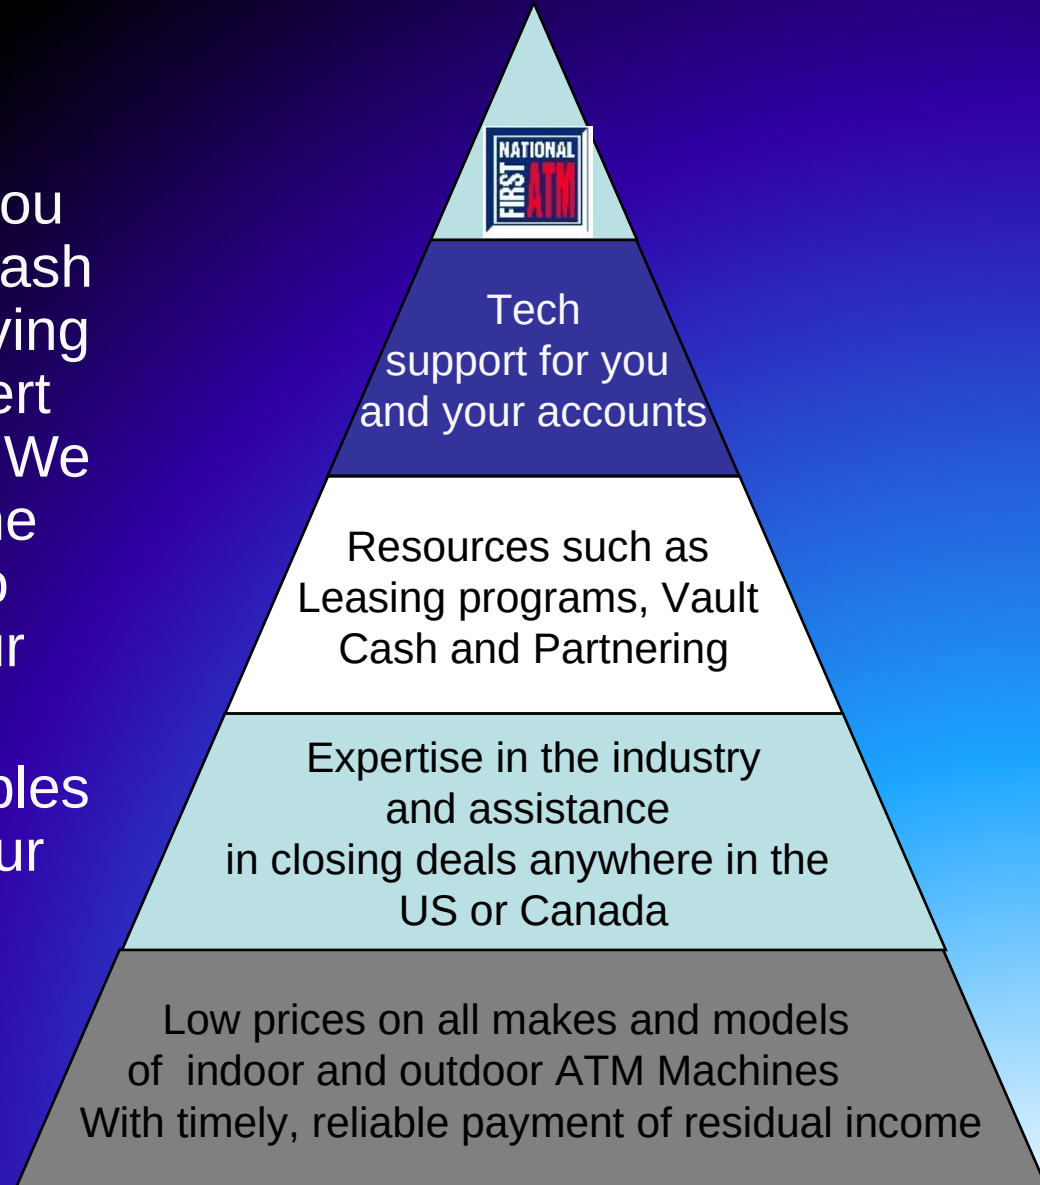 ou
ash
ving
ert
We
ne
o
ur
bles
ur
NATIONAL
FIRST
ATM
Tech
support for you
and your accounts
Resources such as
Leasing programs, Vault
Cash and Partnering
Expertise in the industry
and assistance
in closing deals anywhere in the
US or Canada
Low prices on all makes and models
of indoor and outdoor ATM Machines
With timely, reliable payment of residual income